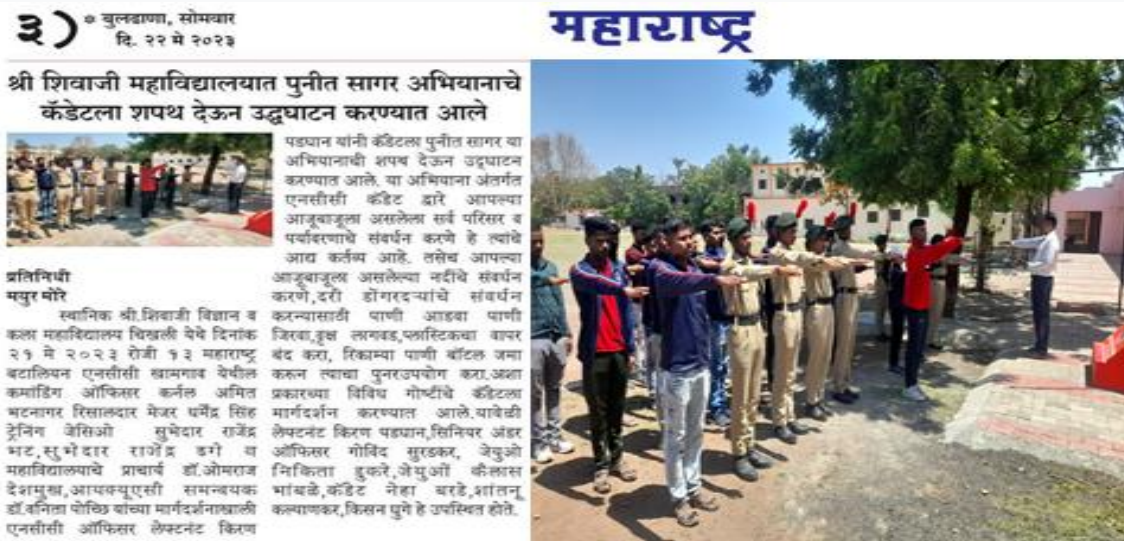 ३) * बुलढाणा, सोमवार
दि. २२ मे २०२३
महाराष्ट्र
श्री शिवाजी महाविद्यालयात पुनीत सागर अभियानाचे
कॅडेटला शपथ देऊन उद्घघाटन करण्यात आले
प्रतिनिधी
मयुर मोरे
स्थानिक श्री.शिवाजी विज्ञान व
कला महाविद्यालय चिखली येथे दिनांक
२१ मे २०२३ रोजी १३ महाराष्ट्र
बटालियन एनसीसी खामगाव येथील
कमांडिंग ऑफिसर कर्नल अमित
भटनागर रिसालदार मेजर धर्मेंद्र सिंह
ट्रेनिंग जेसिओ सुभेदार राजेंद्र
भट,सुभेदार राजेंद्र डगे व
महाविद्यालयाचे प्राचार्य डॉ.ओमराज
देशमुख,आयक्यूएसी समन्वयक
डॉ.वनिता पोच्छि यांच्या मार्गदर्शनाखाली
एनसीसी ऑफिसर लेफ्टनंट किरण
पडघान यांनी कॅडेटला पुनीत सागर या
अभियानाची शपथ देऊन उद्घाटन
करण्यात आले. या अभियाना अंतर्गत
एनसीसी कॅडेट द्वारे आपल्या
आजूबाजूला असलेला सर्व परिसर व
पर्यावरणाचे संवर्धन करणे हे त्यांचे
आद्य कर्तव्य आहे. तसेच आपल्या
आजूबाजूला असलेल्या नदीचे संवर्धन
करणे,दरी डोंगरदऱ्यांचे संवर्धन
करन्यासाठी पाणी आडवा पाणी
जिरवा,वृक्ष लागवड,प्लास्टिकचा वापर
बंद करा, रिकाम्या पाणी बॉटल जमा
करून त्याचा पुनरउपयोग करा.अशा
प्रकारच्या विविध गोष्टींचे कॅडेटला
मार्गदर्शन करण्यात आले.यावेळी
लेफ्टनंट किरण पडघान,सिनियर अंडर
ऑफिसर गोविंद सुरडकर, जेयुओ
निकिता डुकरे,जेयुओ कैलास
भांबळे,कॅडेट नेहा बरडे,शांतनू
कल्याणकर,किसन घुगे हे उपस्थित होते.